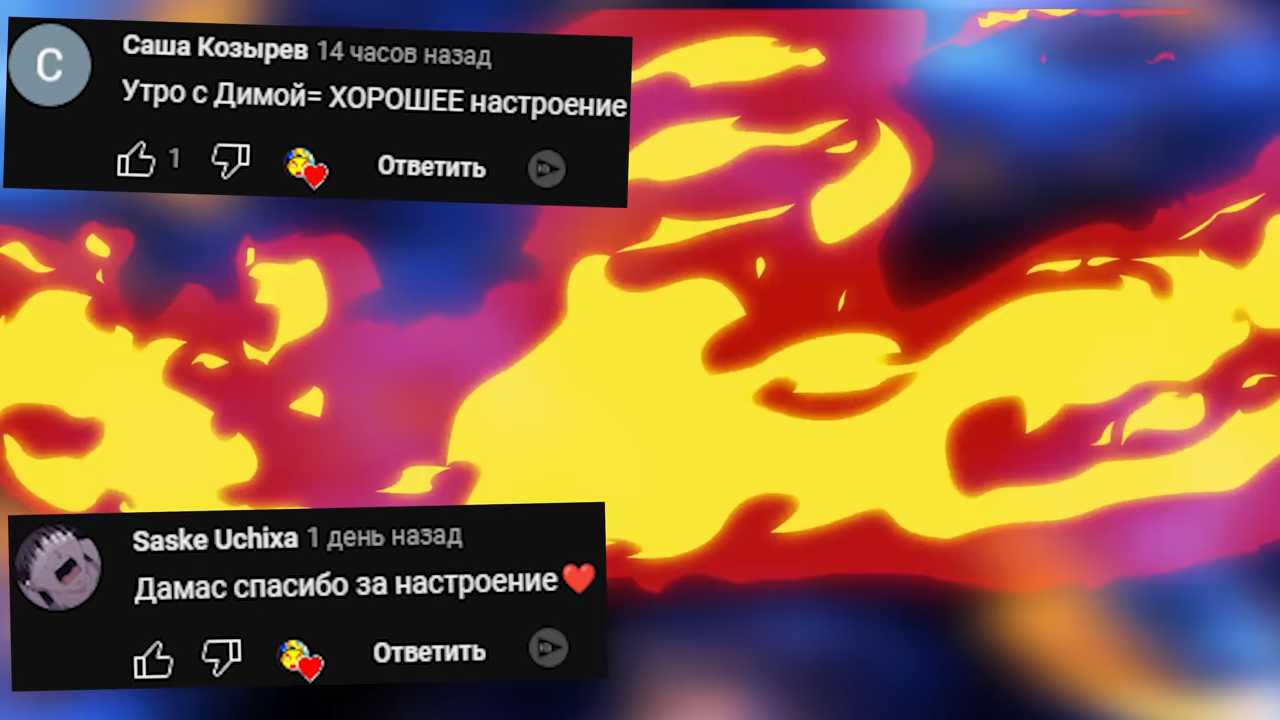 С
Саша Козырев 14 часов назад
Утро с Димой= ХОРОШЕЕ настроение
1
Ответить
Saske Uchixa 1 день назад
Дамас спасибо за настроение❤️
Ответить